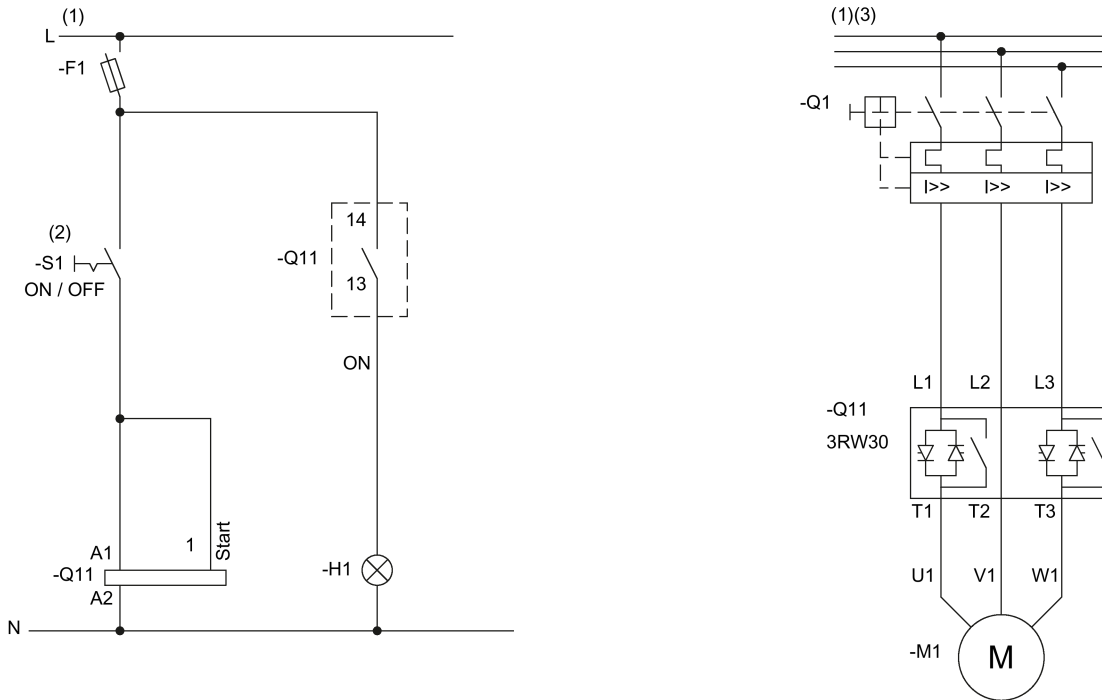 (1)
L
-F1
(2)
-S1
ON / OFF
14
-Q11
13
ON
A1
1
Start
-Q11
A2
-H1
N
(1)(3)
-Q1
I>> I>> I>>
L1 L2 L3
-Q11
3RW30
T1 T2 T3
U1 V1 W1
-M1
M